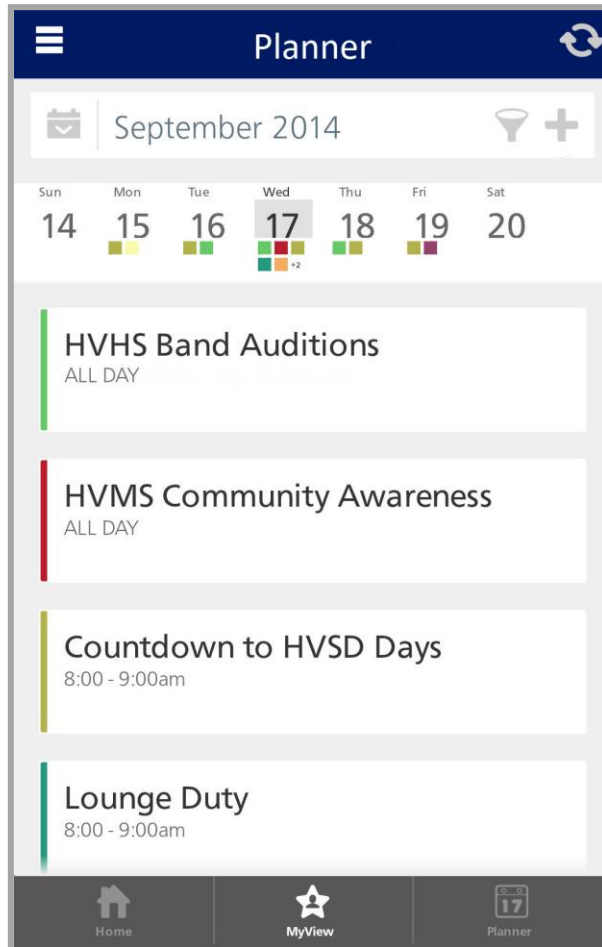 Planner
September 2014
Sun Mon Tue Wed Thu Fri Sat
14 15 16 17 18 19 20
+2
HVHS Band Auditions
ALL DAY
HVMS Community Awareness
ALL DAY
Countdown to HVSD Days
8:00 - 9:00am
Lounge Duty
8:00 - 9:00am
17
Home MyView Planner